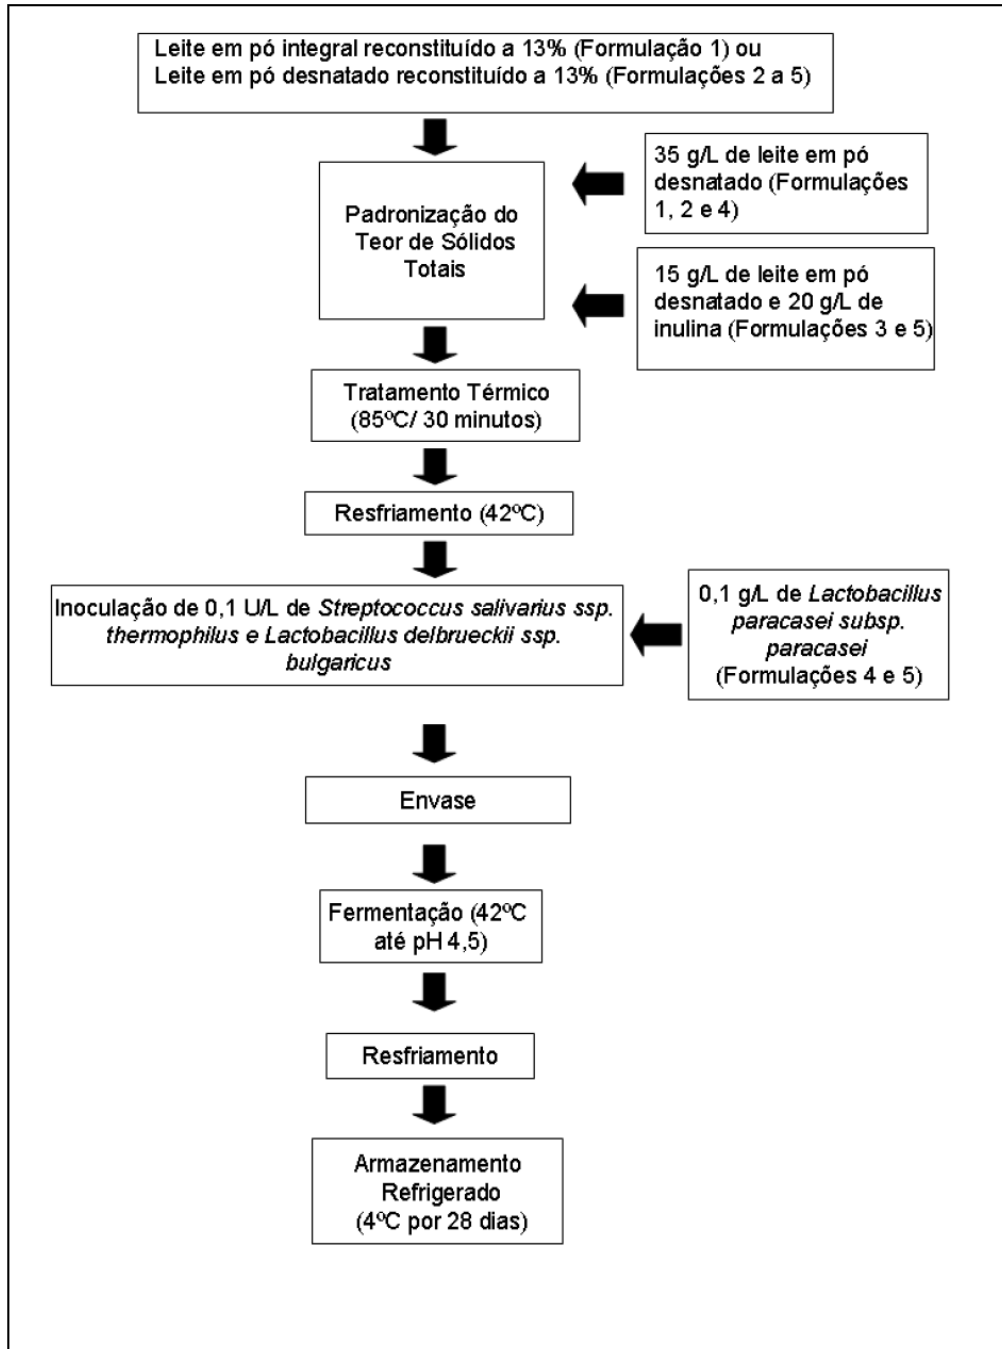 Leite em pó integral reconstituído a 13% (Formulação 1) ou
Leite em pó desnatado reconstituído a 13% (Formulações 2 a 5)
35 g/L de leite em pó
desnatado (Formulações
1, 2 e 4)
Padronização do
Teor de Sólidos
Totais
15 g/L de leite em pó
desnatado e 20 g/L de
inulina (Formulações 3 e 5)
Tratamento Térmico
(85ºC/ 30 minutos)
Resfriamento (42ºC)
Inoculação de 0,1 U/L de Streptococcus salivarius ssp.
thermophilus e Lactobacillus delbrueckii ssp.
bulgaricus
0,1 g/L de Lactobacillus
paracasei subsp.
paracasei
(Formulações 4 e 5)
Envase
Fermentação (42ºC
até pH 4,5)
Resfriamento
Armazenamento
Refrigerado
(4ºC por 28 dias)